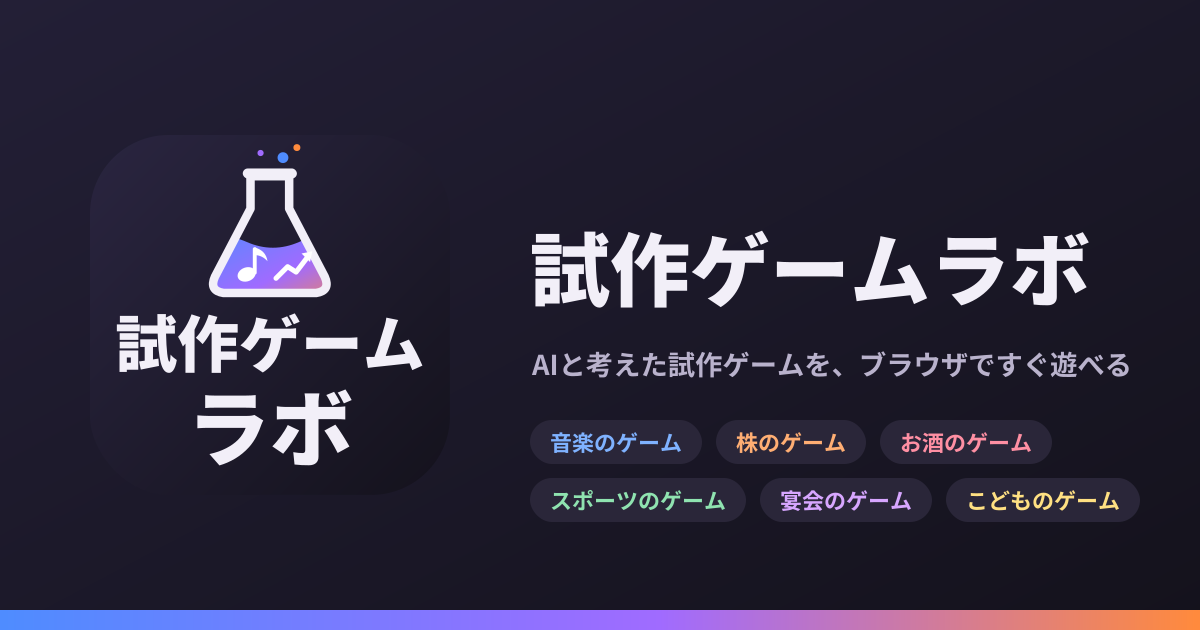 試作ゲーム
ラボ
試作ゲームラボ
AIと考えた試作ゲームを、ブラウザですぐ遊べる
音楽のゲーム
株のゲーム
お酒のゲーム
スポーツのゲーム
宴会のゲーム
こどものゲーム